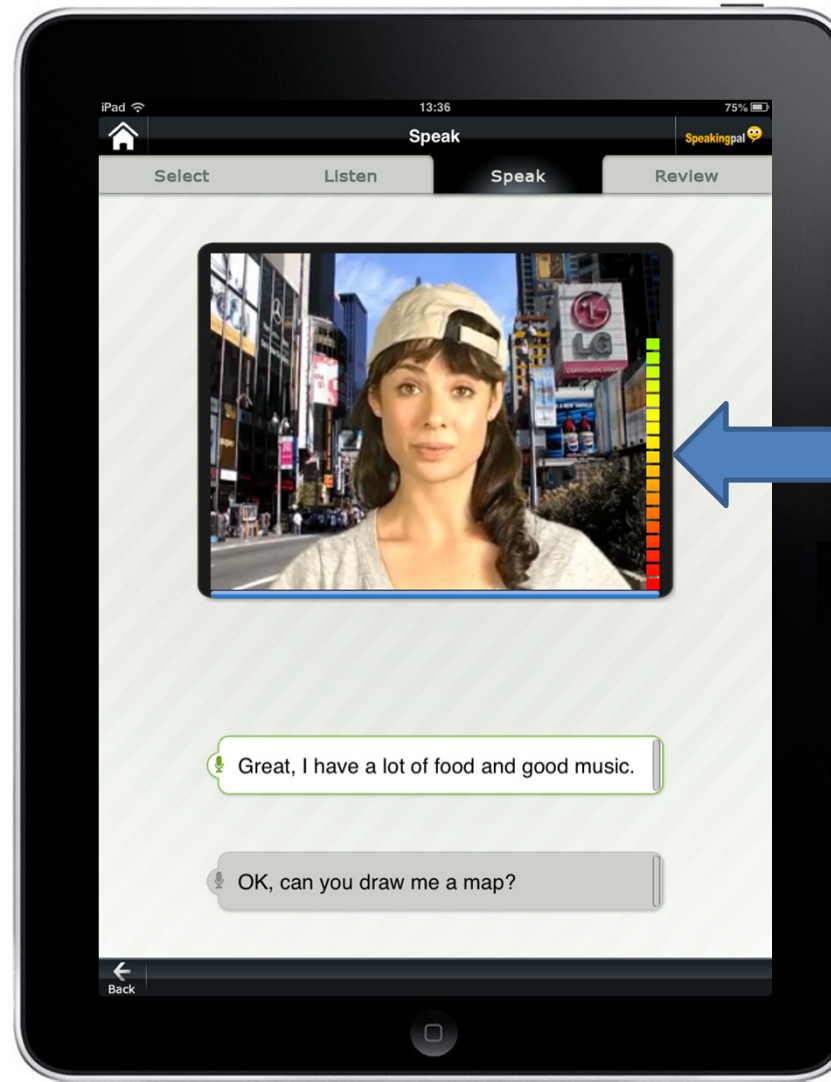 iPad 13:36 75%
Speak
Speakingpal
Select Listen Speak Review
LG
Great, I have a lot of food and good music.
OK, can you draw me a map?
Back